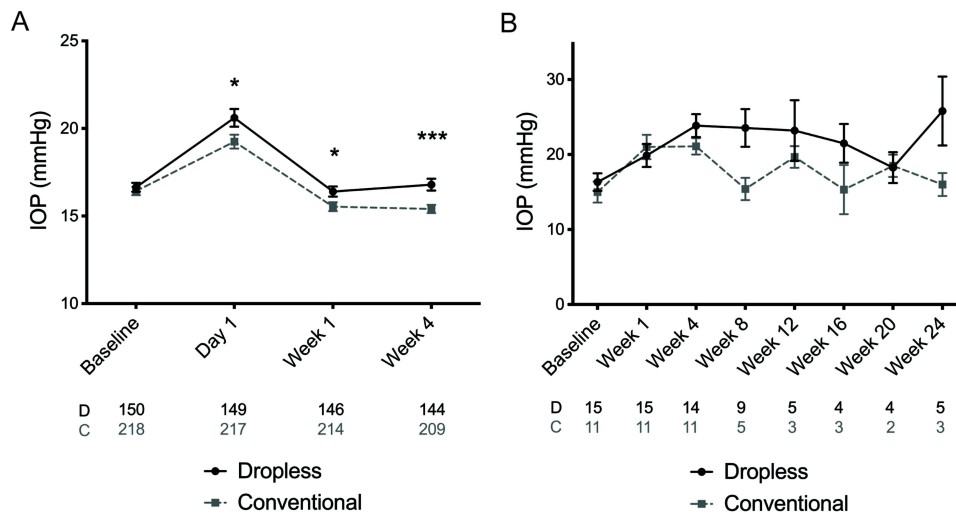 A
25
20
15
10
IOP (mmHg)
*
*
***
Baseline
Day 1
Week 1
Week 4
D 150 149 146 144
C 218 217 214 209
Dropless
Conventional
B
30
20
10
0
IOP (mmHg)
Baseline
Week 1
Week 4
Week 8
Week 12
Week 16
Week 20
Week 24
D 15 15 14 9 5 4 4 5
C 11 11 11 5 3 3 2 3
Dropless
Conventional